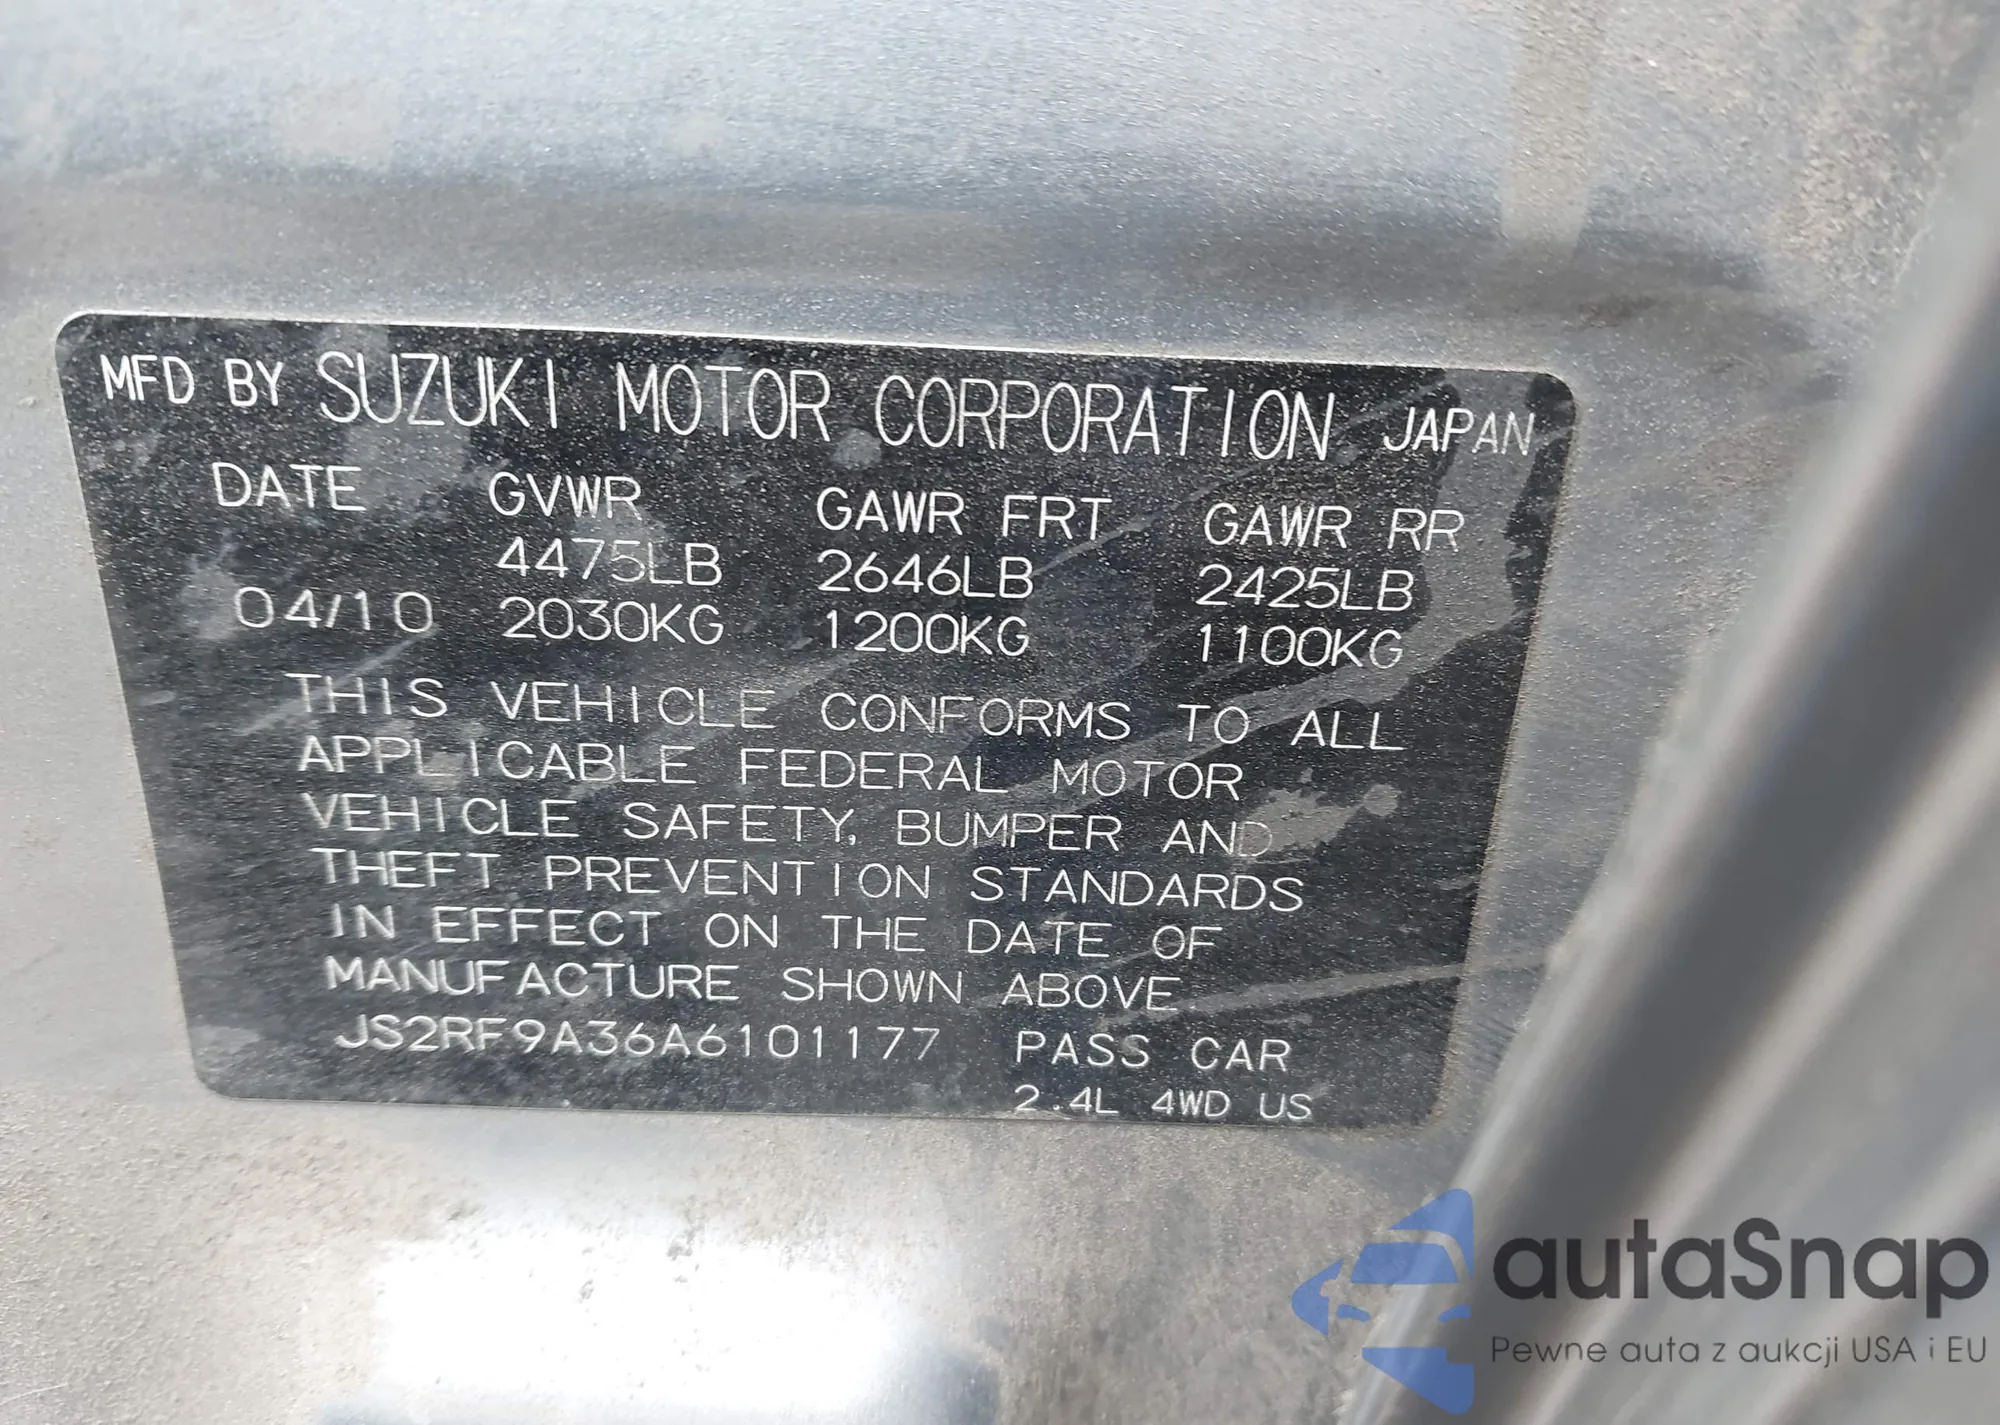 MFD BY SUZUKI MOTOR CORPORATION JAPAN
DATE GVWR GAWR FRT GAWR RR
4475LB 2646LB 2425LB
04/10 2030KG 1200KG 1100KG
THIS VEHICLE CONFORMS TO ALL
APPLICABLE FEDERAL MOTOR
VEHICLE SAFETY, BUMPER AND
THEFT PREVENTION STANDARDS
IN EFFECT ON THE DATE OF
MANUFACTURE SHOWN ABOVE
JS2RF9A36A6101177 PASS CAR
2.4L 4WD US
autaSnap
Pewne auta z aukcji USA i EU